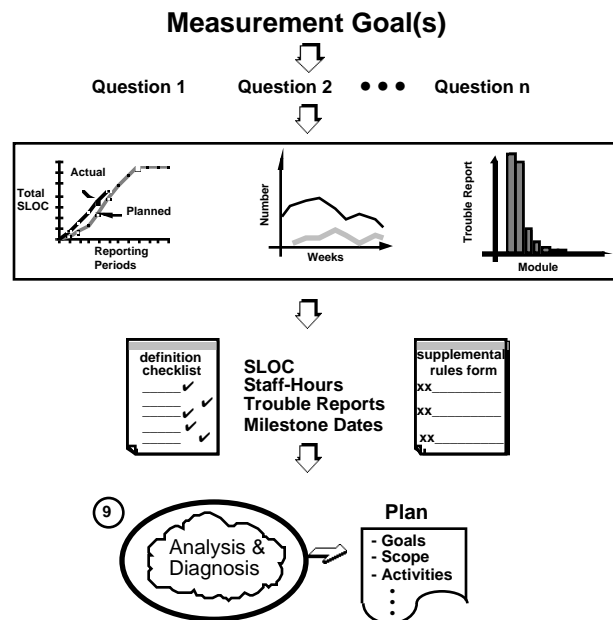 Measurement Goal(s)
Question 1 Question 2 • • • Question n
Total
SLOC
Actual
Planned
Reporting
Periods
Number
Weeks
Trouble Report
Module
definition
checklist
SLOC
Staff-Hours
Trouble Reports
Milestone Dates
supplemental
rules form
xx
xx
xx
9
Analysis &
Diagnosis
Plan
- Goals
- Scope
- Activities